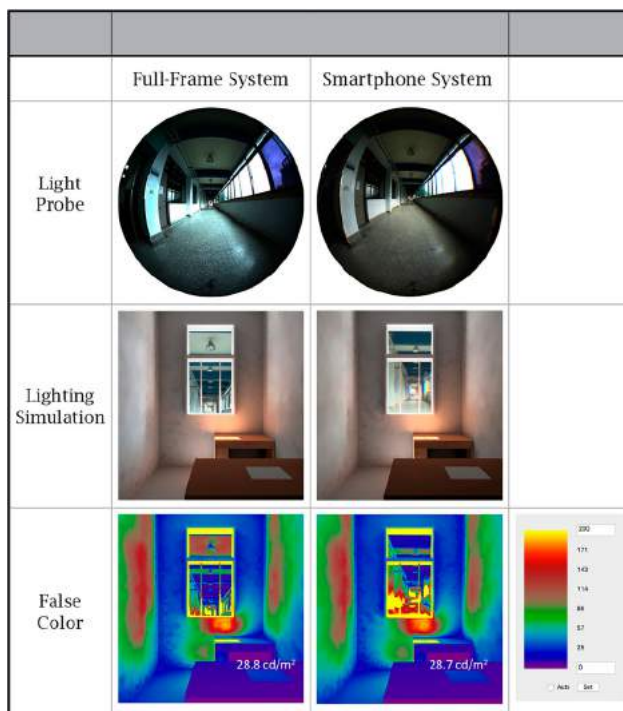 Full-Frame System
Smartphone System
Light
Probe
Lighting
Simulation
False
Color
28.8 cd/m²
28.7 cd/m²
200
171
143
114
86
57
29
0
Auto
Set